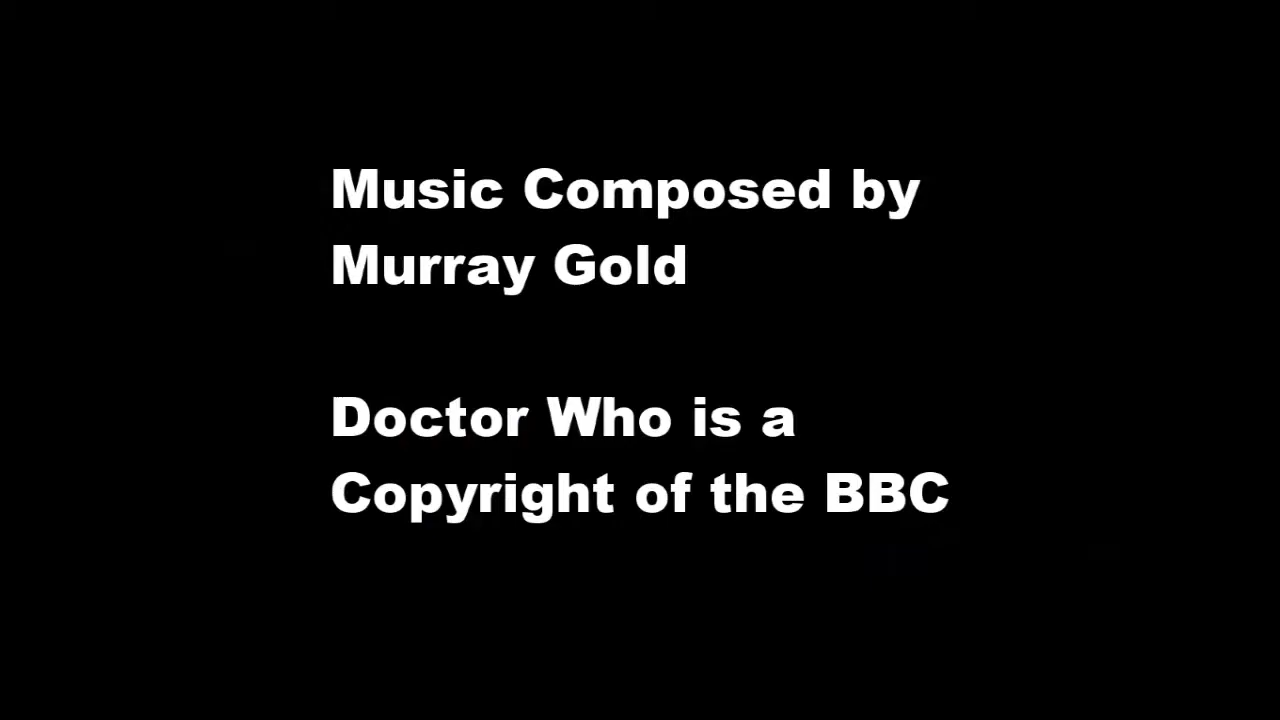 Music Composed by
Murray Gold
Doctor Who is a
Copyright of the BBC